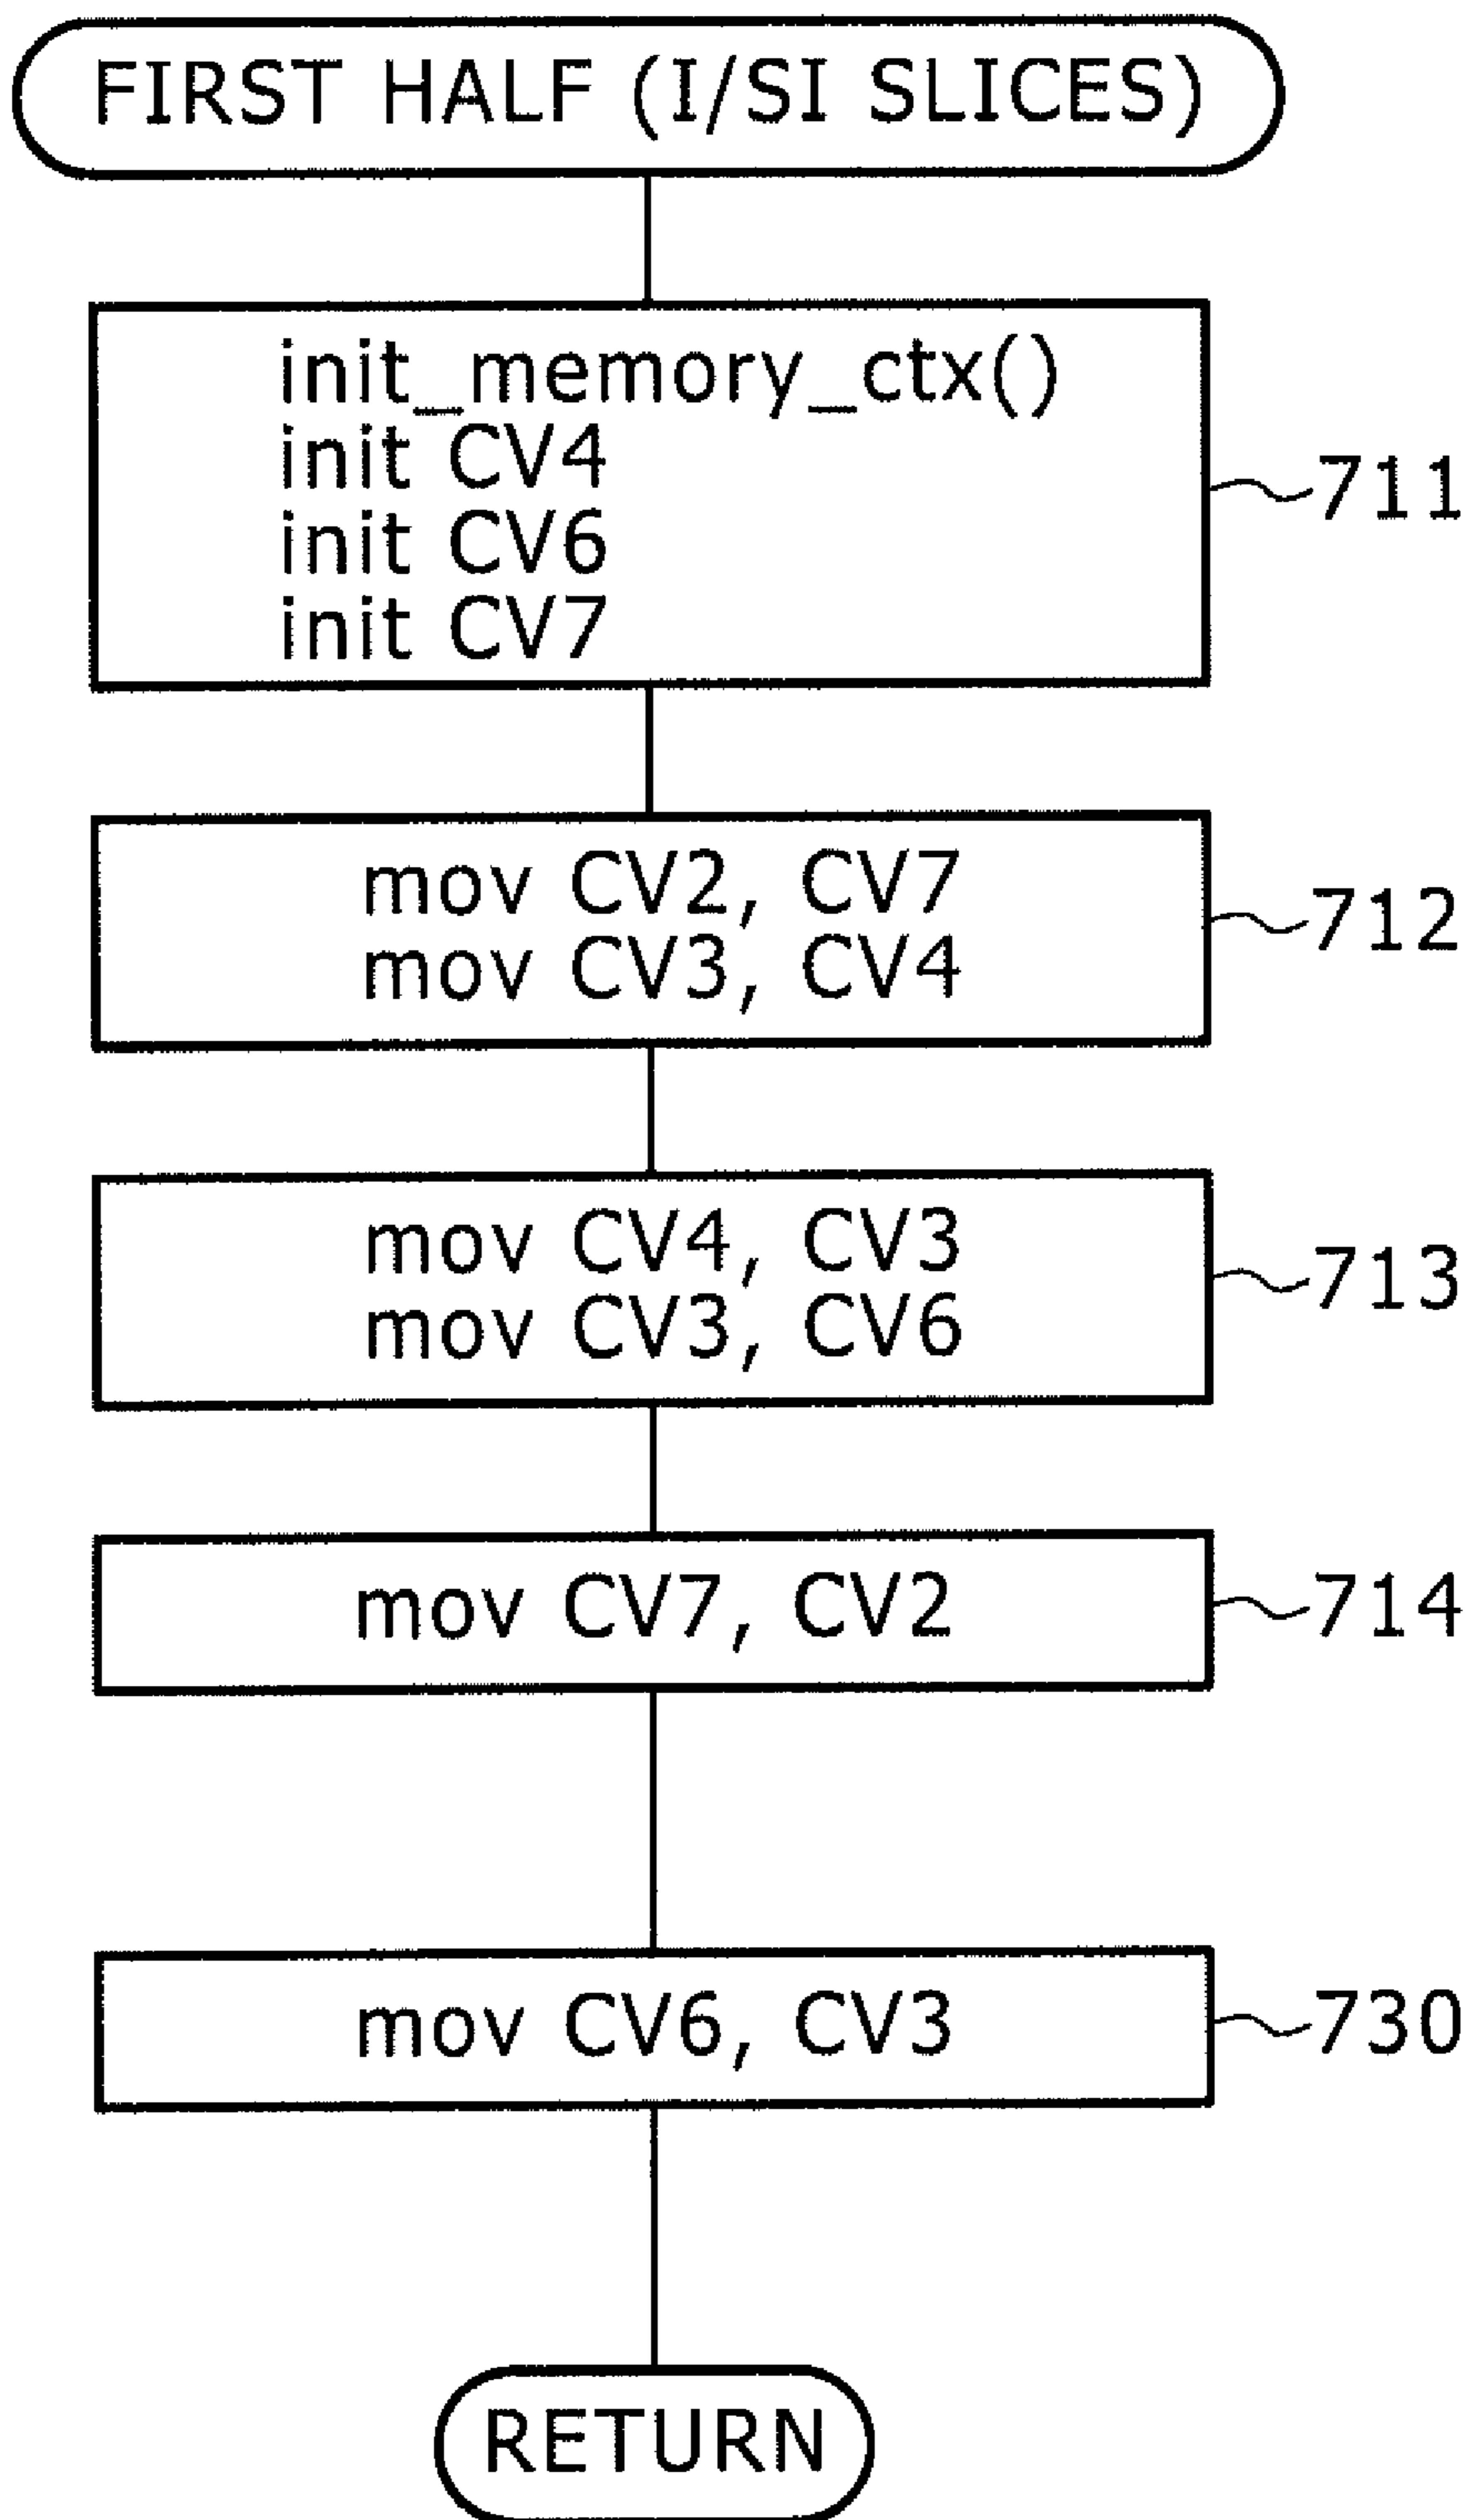 FIRST HALF (I/SI SLICES)
init_memory_ctx()
init CV4
init CV6
init CV7
711
mov CV2, CV7
mov CV3, CV4
712
mov CV4, CV3
mov CV3, CV6
713
mov CV7, CV2
714
mov CV6, CV3
730
RETURN